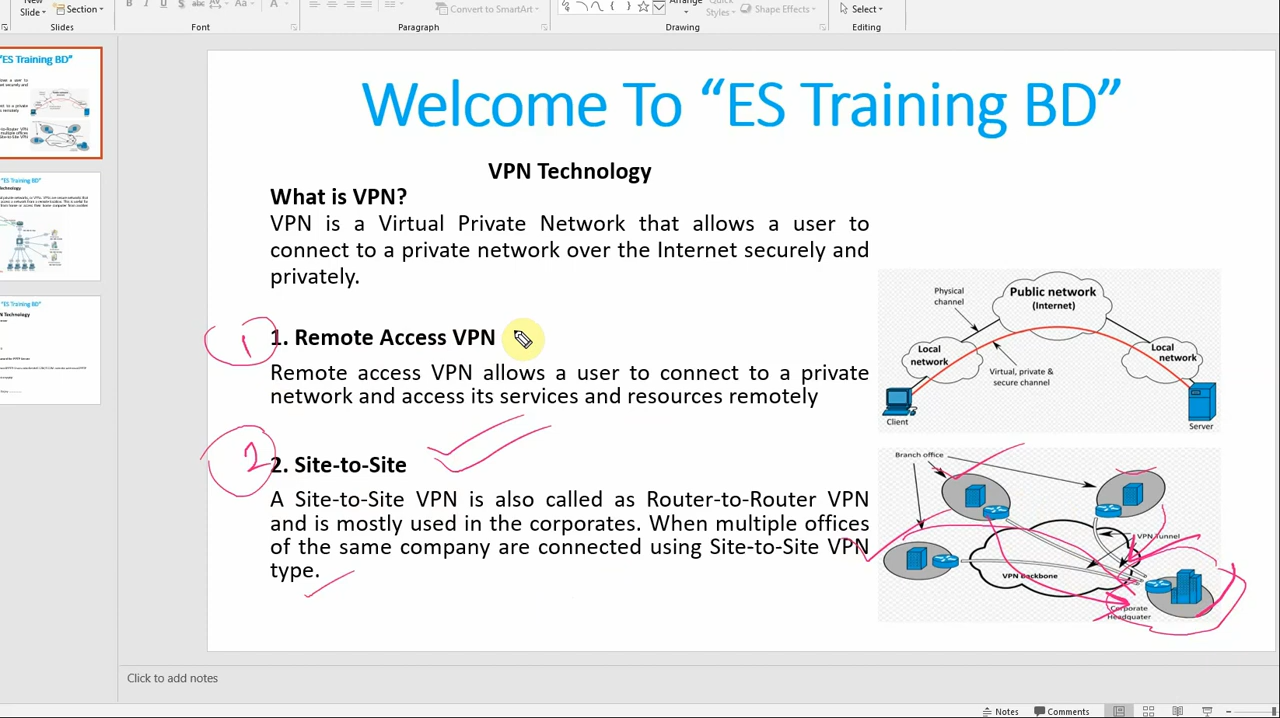 New
Slide
Section
Slides
Font
Paragraph
Convert to SmartArt
Arrange
Quick
Styles
Shape Effects
Drawing
Select
Editing
"ES Training BD"
"ES Training BD"
"ES Training BD"
Welcome To “ES Training BD”
VPN Technology
What is VPN?
VPN is a Virtual Private Network that allows a user to
connect to a private network over the Internet securely and
privately.
1
1. Remote Access VPN
Remote access VPN allows a user to connect to a private
network and access its services and resources remotely
2
2. Site-to-Site
A Site-to-Site VPN is also called as Router-to-Router VPN
and is mostly used in the corporates. When multiple offices
of the same company are connected using Site-to-Site VPN
type.
Physical
channel
Public network
(Internet)
Local
network
Local
network
Virtual, private &
secure channel
Client
Server
Branch office
VPN Tunnel
VPN Backbone
Corporate
Headquater
Click to add notes
Notes
Comments